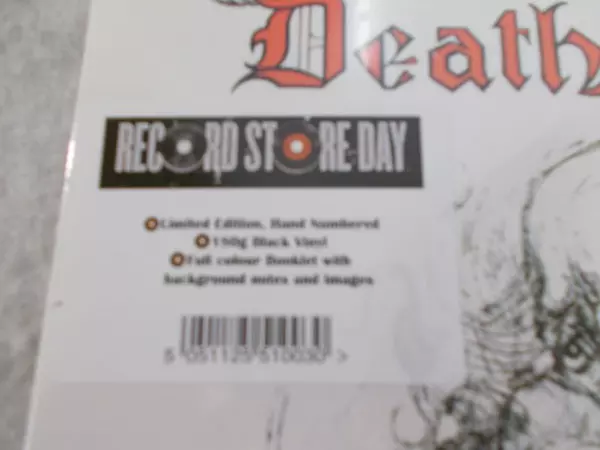 Death
RECORD STORE DAY
Limited Edition, Hand Numbered
180g Black Vinyl
Full colour Booklet with
background notes and images
5 051125 510030 >